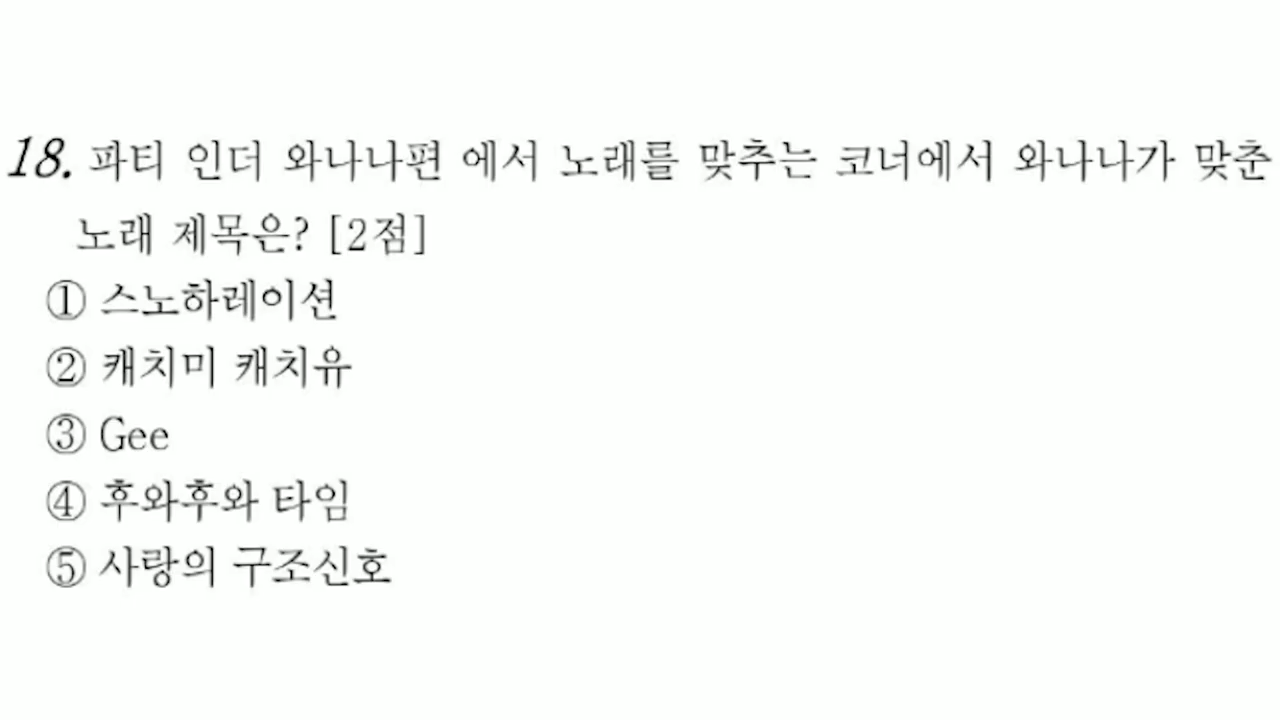 18. 파티 인더 와나나편 에서 노래를 맞추는 코너에서 와나나가 맞춘
노래 제목은? [2점]
① 스노하레이션
② 캐치미 캐치유
③ Gee
④ 후와후와 타임
⑤ 사랑의 구조신호